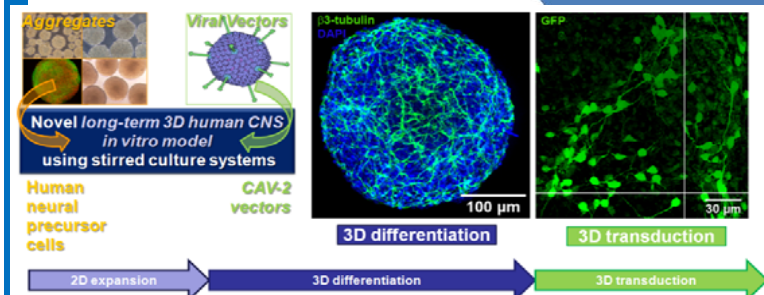 Aggregates
Viral Vectors
Novel long-term 3D human CNS
in vitro model
using stirred culture systems
Human
neural
precursor
cells
CAV-2
vectors
β3-tubulin
DAPI
100 µm
3D differentiation
GFP
30 µm
3D transduction
2D expansion
3D differentiation
3D transduction